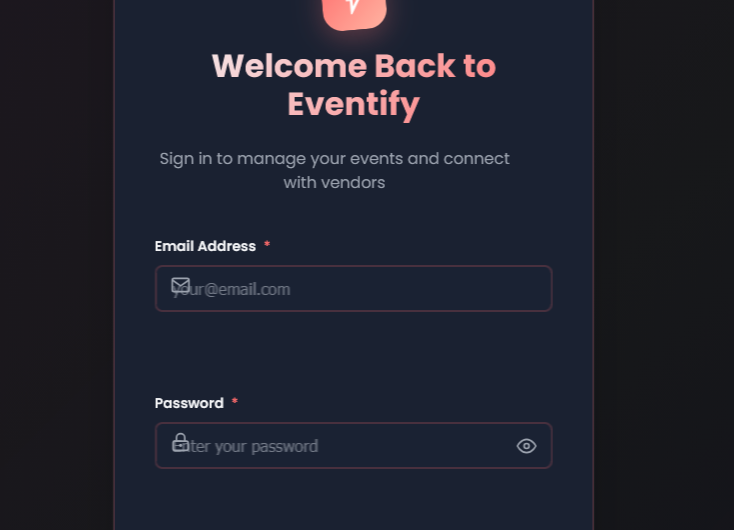 Welcome Back to
Eventify
Sign in to manage your events and connect
with vendors
Email Address *
your@email.com
Password *
Enter your password